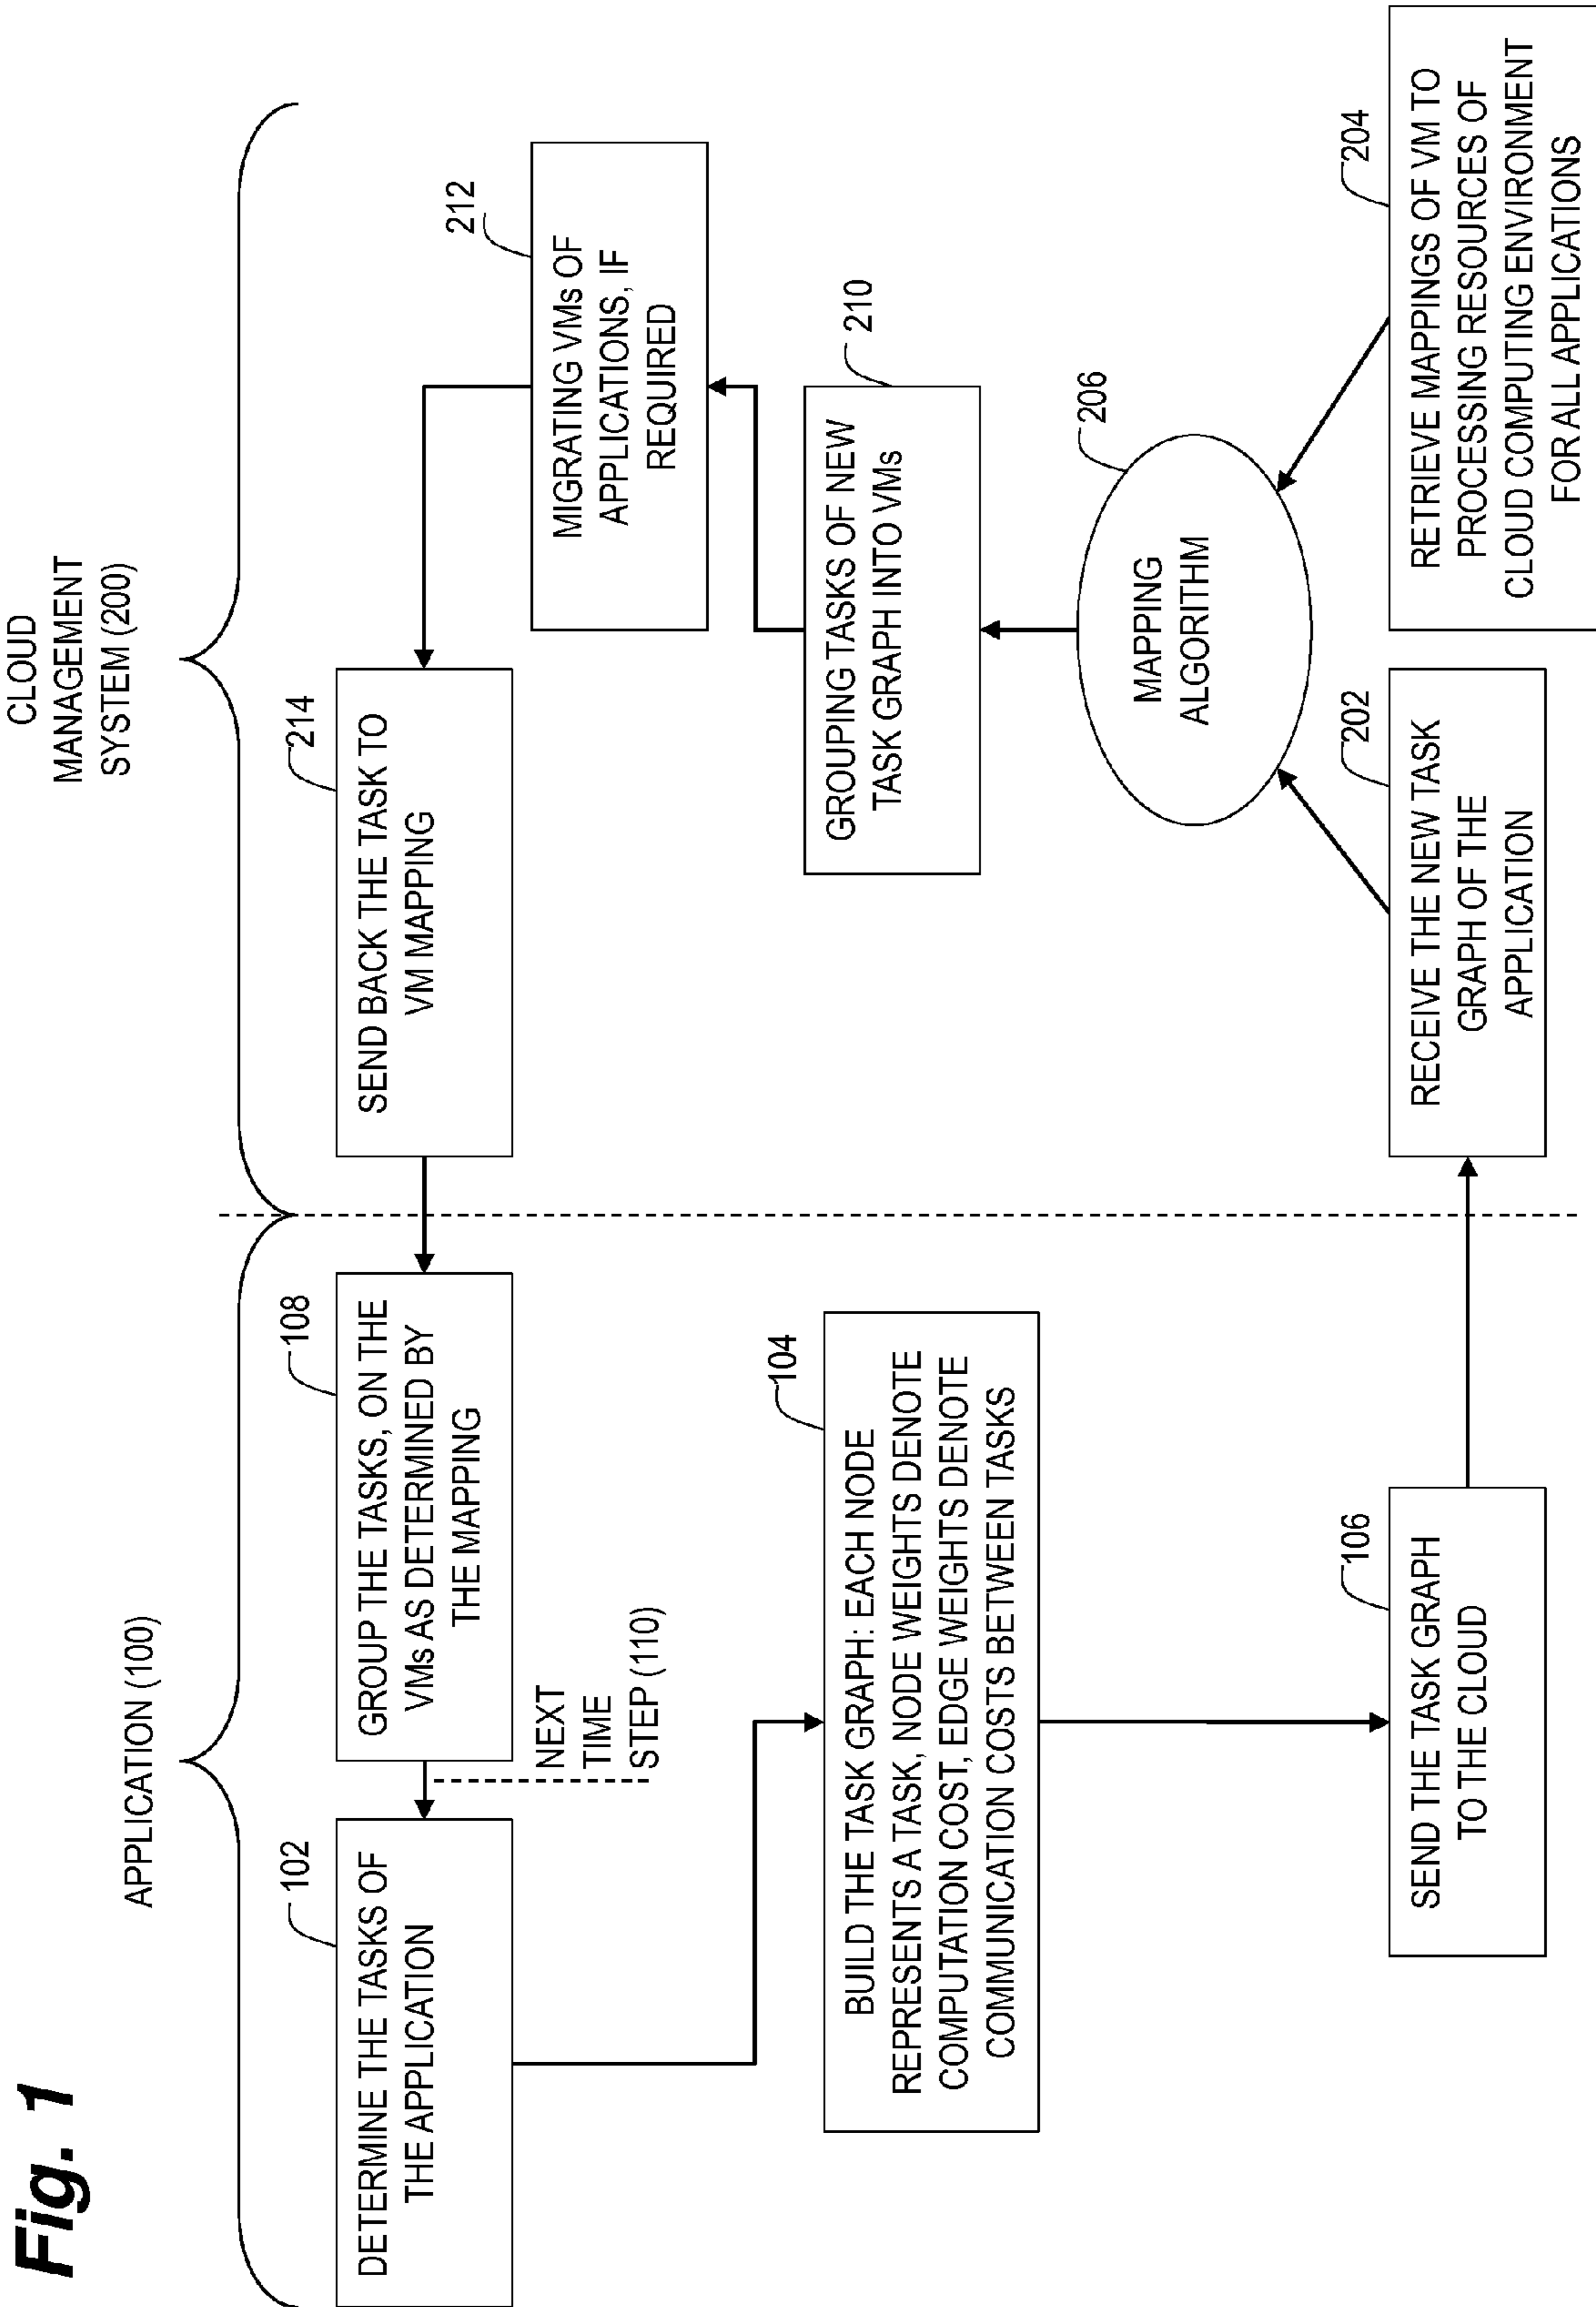 Fig. 1
APPLICATION (100)
CLOUD
MANAGEMENT
SYSTEM (200)
102
DETERMINE THE TASKS OF
THE APPLICATION
108
GROUP THE TASKS, ON THE
VMs AS DETERMINED BY
THE MAPPING
NEXT
TIME
STEP (110)
104
BUILD THE TASK GRAPH: EACH NODE
REPRESENTS A TASK, NODE WEIGHTS DENOTE
COMPUTATION COST, EDGE WEIGHTS DENOTE
COMMUNICATION COSTS BETWEEN TASKS
106
SEND THE TASK GRAPH
TO THE CLOUD
214
SEND BACK THE TASK TO
VM MAPPING
212
MIGRATING VMs OF
APPLICATIONS, IF
REQUIRED
210
GROUPING TASKS OF NEW
TASK GRAPH INTO VMs
206
MAPPING
ALGORITHM
202
RECEIVE THE NEW TASK
GRAPH OF THE
APPLICATION
204
RETRIEVE MAPPINGS OF VM TO
PROCESSING RESOURCES OF
CLOUD COMPUTING ENVIRONMENT
FOR ALL APPLICATIONS